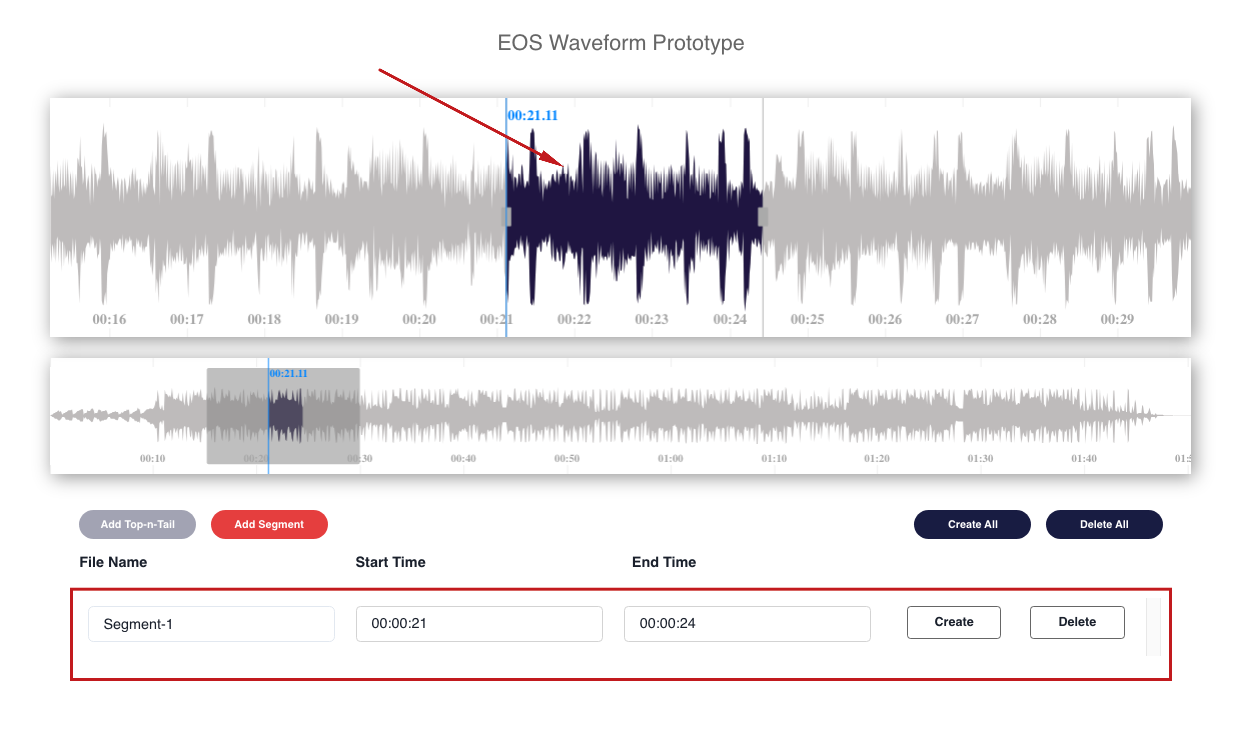 EOS Waveform Prototype
00:21.11
00:16 00:17 00:18 00:19 00:20 00:21 00:22 00:23 00:24 00:25 00:26 00:27 00:28 00:29
00:21.11
00:10 00:20 00:30 00:40 00:50 01:00 01:10 01:20 01:30 01:40
Add Top-n-Tail Add Segment Create All Delete All
File Name Start Time End Time
Segment-1 00:00:21 00:00:24 Create Delete